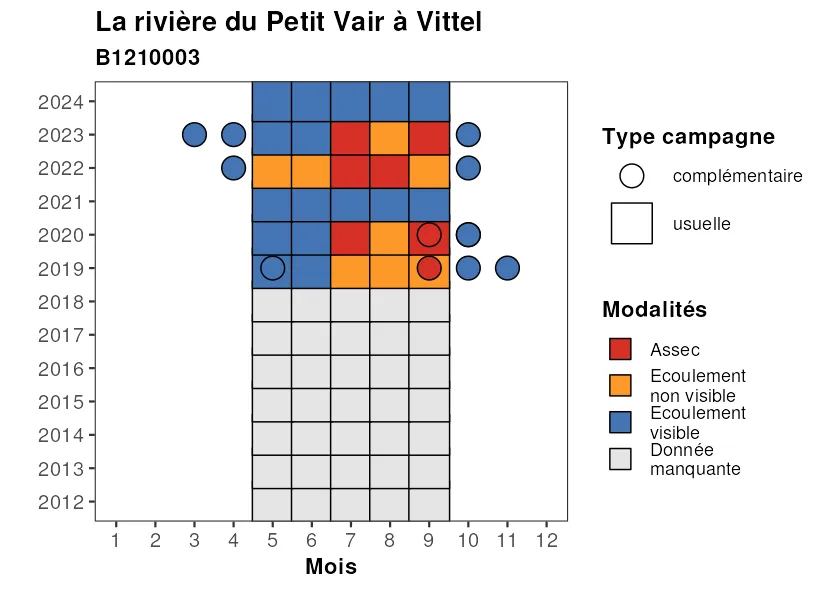 La rivière du Petit Vair à Vittel
B1210003
2024
2023
2022
2021
2020
2019
2018
2017
2016
2015
2014
2013
2012
1 2 3 4 5 6 7 8 9 10 11 12
Mois
Type campagne
complémentaire
usuelle
Modalités
Assec
Ecoulement
non visible
Ecoulement
visible
Donnée
manquante